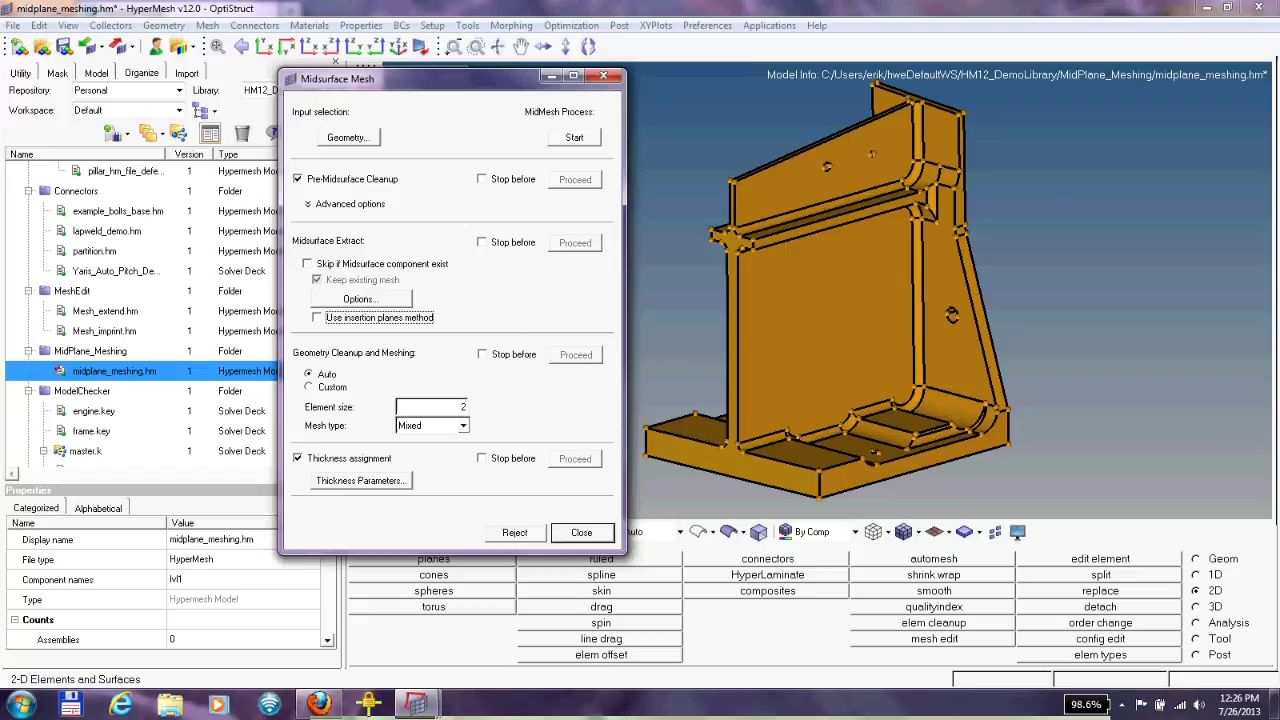 midplane_meshing.hm* - HyperMesh v12.0 - OptiStruct
File Edit View Collectors Geometry Mesh Connectors Materials Properties BCs Setup Tools Morphing Optimization Post XYPlots Preferences Applications Help
Utility Mask Model Organize Import
Repository: Personal Library: HM12_D
Workspace: Default
Name Version Type
pillar_hm_file_defe... 1 Hypermesh Mo
Connectors 1 Folder
example_bolts_base.hm 1 Hypermesh Mo
lapweld_demo.hm 1 Hypermesh Mo
partition.hm 1 Hypermesh Mo
Yaris_Auto_Pitch_De... 1 Solver Deck
MeshEdit 1 Folder
Mesh_extend.hm 1 Hypermesh Mo
Mesh_imprint.hm 1 Hypermesh Mo
MidPlane_Meshing 1 Folder
midplane_meshing.hm 1 Hypermesh Mo
ModelChecker 1 Folder
engine.key 1 Solver Deck
frame.key 1 Solver Deck
master.k 1 Solver Deck
Properties
Categorized Alphabetical
Name Value
Display name midplane_meshing.hm
File type HyperMesh
Component names lvl1
Type Hypermesh Model
Counts
Assemblies 0
2-D Elements and Surfaces
Midsurface Mesh
Input selection: MidMesh Process:
Geometry... Start
Pre-Midsurface Cleanup Stop before Proceed
Advanced options
Midsurface Extract: Stop before Proceed
Skip if Midsurface component exist
Keep existing mesh
Options...
Use insertion planes method
Geometry Cleanup and Meshing: Stop before Proceed
Auto
Custom
Element size: 2
Mesh type: Mixed
Thickness assignment Stop before Proceed
Thickness Parameters...
Reject Close
Model Info: C:/Users/erik/hweDefaultWS/HM12_DemoLibrary/MidPlane_Meshing/midplane_meshing.hm*
Auto By Comp
planes ruled connectors automesh edit element Geom
cones spline HyperLaminate shrink wrap split 1D
spheres skin composites smooth replace 2D
torus drag qualityindex detach 3D
spin elem cleanup order change Analysis
line drag mesh edit config edit Tool
elem offset elem types Post
98.6% 12:26 PM
7/26/2013